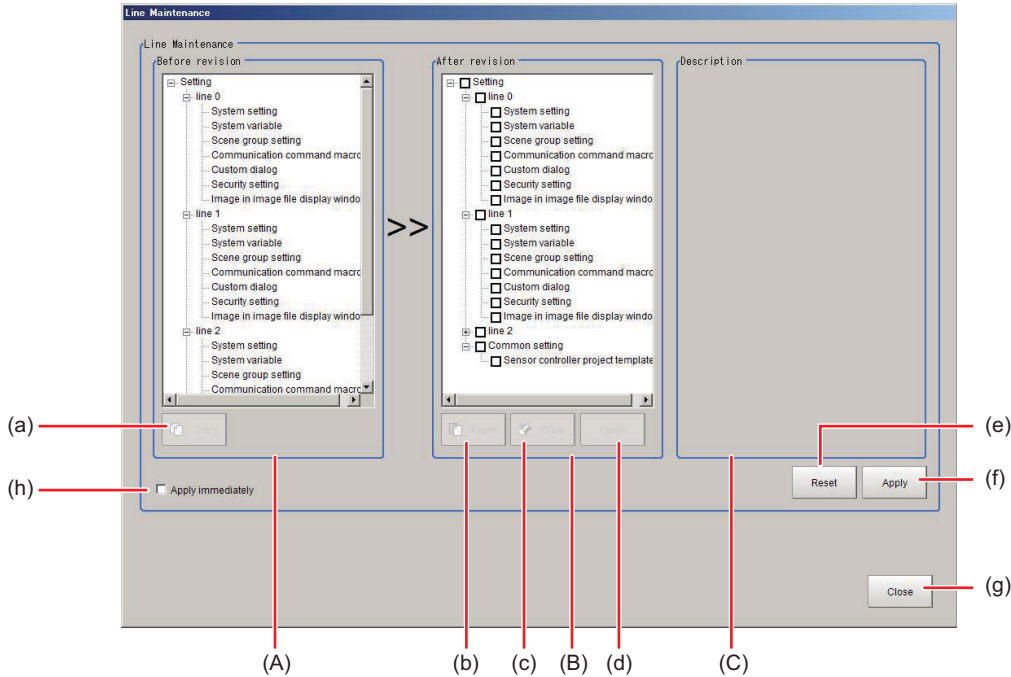 Line Maintenance
Line Maintenance
Before revision
Setting
line 0
System setting
System variable
Scene group setting
Communication command macro
Custom dialog
Security setting
Image in image file display windo
line 1
System setting
System variable
Scene group setting
Communication command macro
Custom dialog
Security setting
Image in image file display windo
line 2
System setting
System variable
Scene group setting
Communication command macro
Copy
>>
After revision
Setting
line 0
System setting
System variable
Scene group setting
Communication command macro
Custom dialog
Security setting
Image in image file display windo
line 1
System setting
System variable
Scene group setting
Communication command macro
Custom dialog
Security setting
Image in image file display windo
line 2
Common setting
Sensor controller project template
Paste
Clear
Undo
Description
Apply immediately
Reset
Apply
Close
(a)
(h)
(e)
(f)
(g)
(A)
(b)
(c)
(B)
(d)
(C)